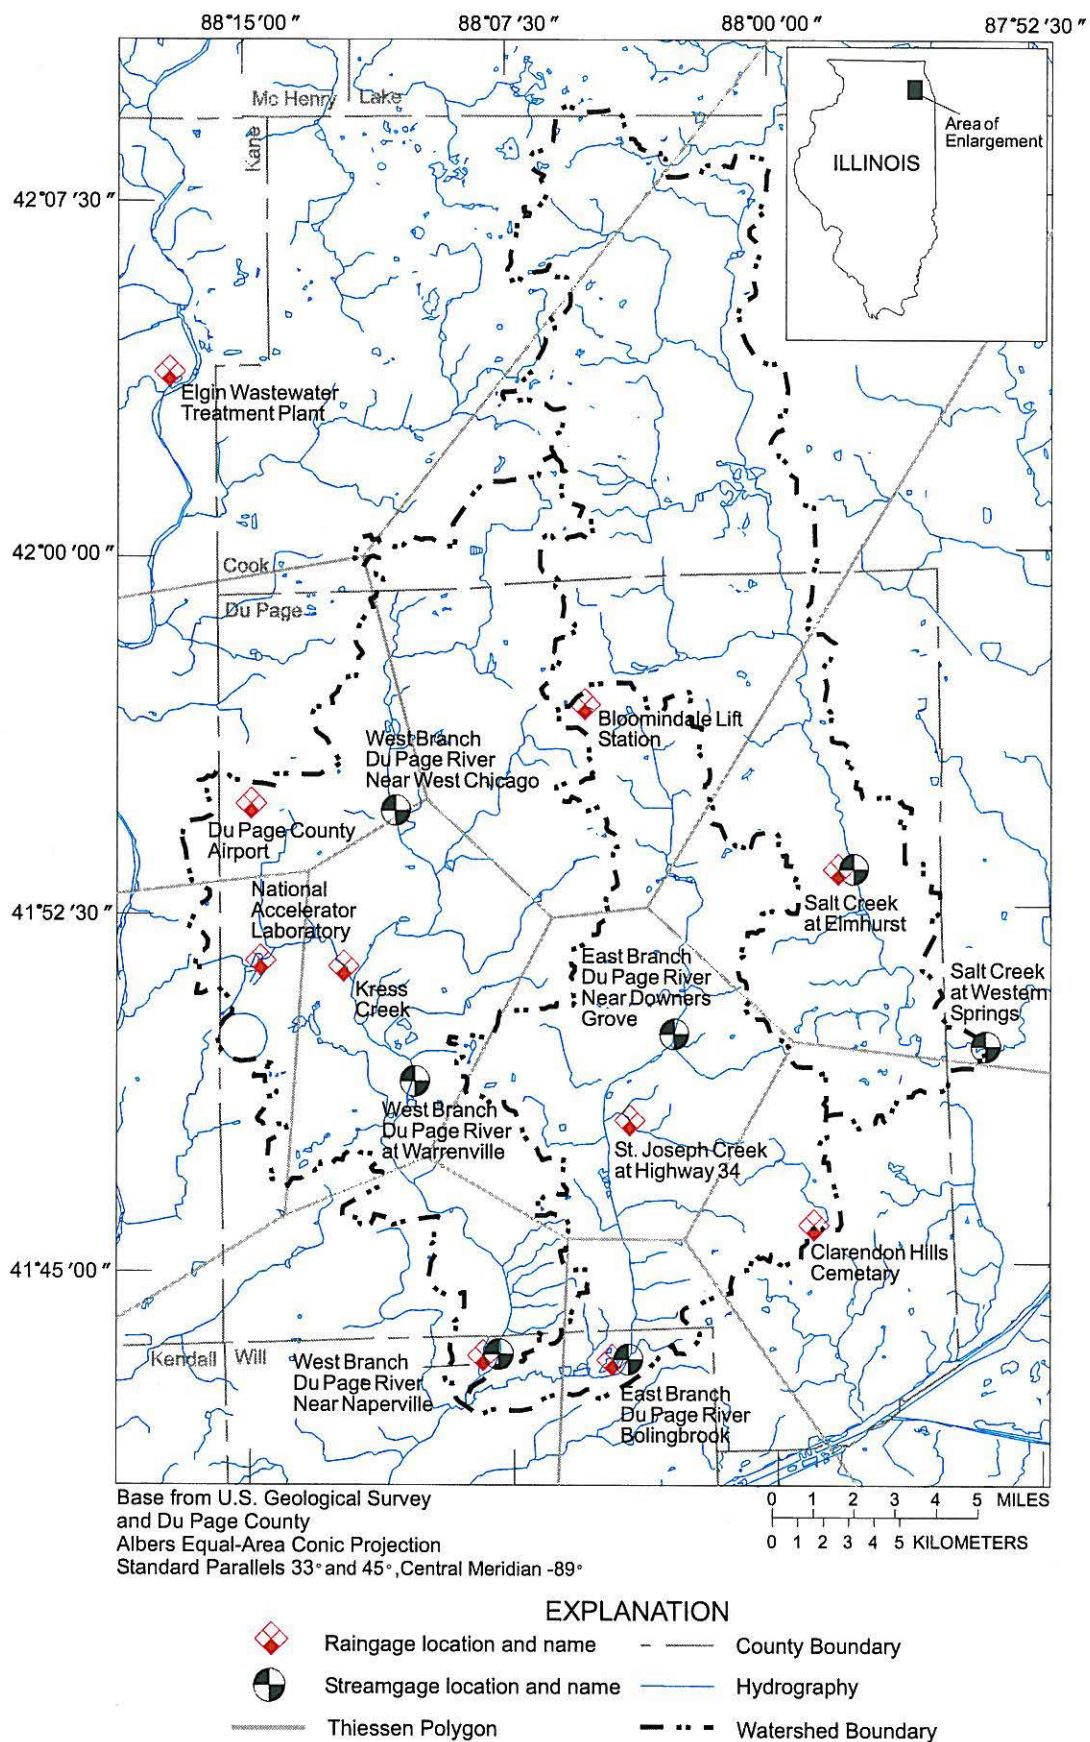 88°15'00" 88°07'30" 88°00'00" 87°52'30"
Mc Henry Lake
Kane
Area of
Enlargement
ILLINOIS
42°07'30"
Elgin Wastewater
Treatment Plant
42°00'00"
Cook
Du Page
Bloomindale Lift
Station
West Branch
Du Page River
Near West Chicago
Du Page County
Airport
National
Accelerator
Laboratory
41°52'30"
Salt Creek
at Elmhurst
East Branch
Du Page River
Near Downers
Grove
Salt Creek
at Western
Springs
Kress
Creek
West Branch
Du Page River
at Warrenville
St. Joseph Creek
at Highway 34
Clarendon Hills
Cemetary
41°45'00"
Kendall Will
West Branch
Du Page River
Near Naperville
East Branch
Du Page River
Bolingbrook
Base from U.S. Geological Survey
and Du Page County
Albers Equal-Area Conic Projection
Standard Parallels 33° and 45°, Central Meridian -89°
0 1 2 3 4 5 MILES
0 1 2 3 4 5 KILOMETERS
EXPLANATION
Raingage location and name
County Boundary
Streamgage location and name
Hydrography
Thiessen Polygon
Watershed Boundary